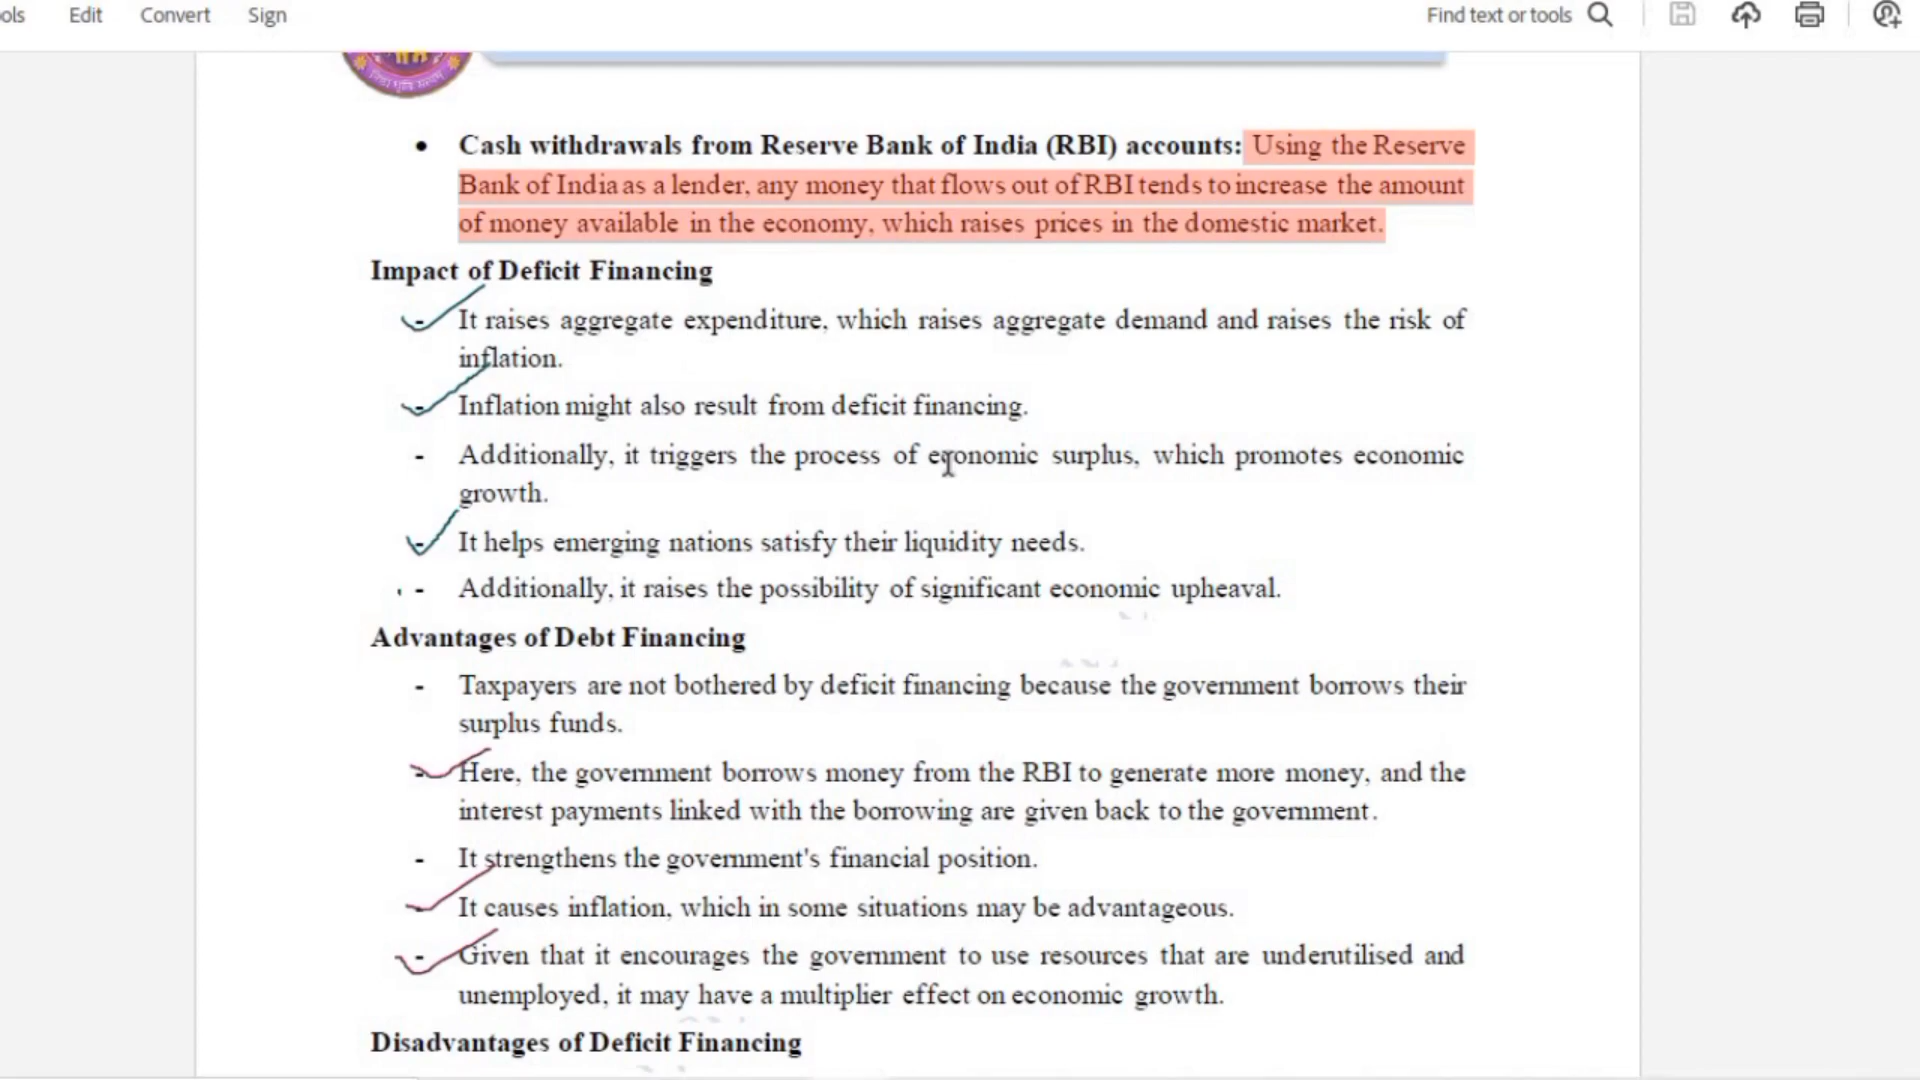 ols Edit Convert Sign Find text or tools
• Cash withdrawals from Reserve Bank of India (RBI) accounts: Using the Reserve
Bank of India as a lender, any money that flows out of RBI tends to increase the amount
of money available in the economy, which raises prices in the domestic market.
Impact of Deficit Financing
- It raises aggregate expenditure, which raises aggregate demand and raises the risk of
inflation.
- Inflation might also result from deficit financing.
- Additionally, it triggers the process of economic surplus, which promotes economic
growth.
- It helps emerging nations satisfy their liquidity needs.
- Additionally, it raises the possibility of significant economic upheaval.
Advantages of Debt Financing
- Taxpayers are not bothered by deficit financing because the government borrows their
surplus funds.
- Here, the government borrows money from the RBI to generate more money, and the
interest payments linked with the borrowing are given back to the government.
- It strengthens the government's financial position.
- It causes inflation, which in some situations may be advantageous.
- Given that it encourages the government to use resources that are underutilised and
unemployed, it may have a multiplier effect on economic growth.
Disadvantages of Deficit Financing